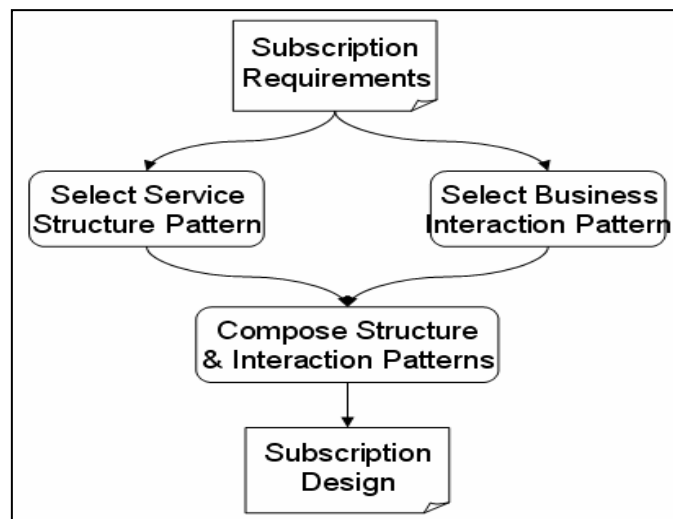 Subscription
Requirements
Select Service
Structure Pattern
Select Business
Interaction Pattern
Compose Structure
& Interaction Patterns
Subscription
Design